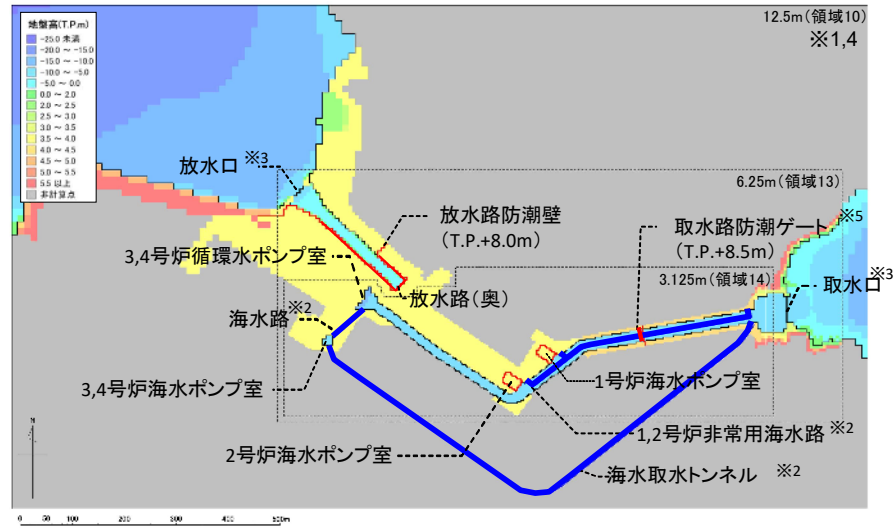 地盤高(T.P.m)
-25.0 未満
-20.0 ～ -15.0
-15.0 ～ -10.0
-10.0 ～ -5.0
-5.0 ～ 0.0
0.0 ～ 2.0
2.0 ～ 2.5
2.5 ～ 3.0
3.0 ～ 3.5
3.5 ～ 4.0
4.0 ～ 4.5
4.5 ～ 5.0
5.0 ～ 5.5
5.5 以上
非計算点
12.5m(領域10)
※1,4
6.25m(領域13)
放水口 ※3
放水路防潮壁
(T.P.+8.0m)
取水路防潮ゲート ※5
(T.P.+8.5m)
3,4号炉循環水ポンプ室
3.125m(領域14)
取水口 ※3
放水路(奥)
海水路 ※2
3,4号炉海水ポンプ室
1号炉海水ポンプ室
1,2号炉非常用海水路 ※2
2号炉海水ポンプ室
海水取水トンネル ※2
N
0 50 100 200 300 400 500m